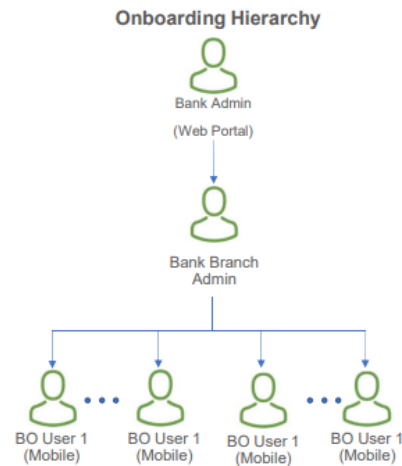 Onboarding Hierarchy
Bank Admin
(Web Portal)
Bank Branch
Admin
BO User 1
(Mobile)
BO User 1
(Mobile)
BO User 1
(Mobile)
BO User 1
(Mobile)